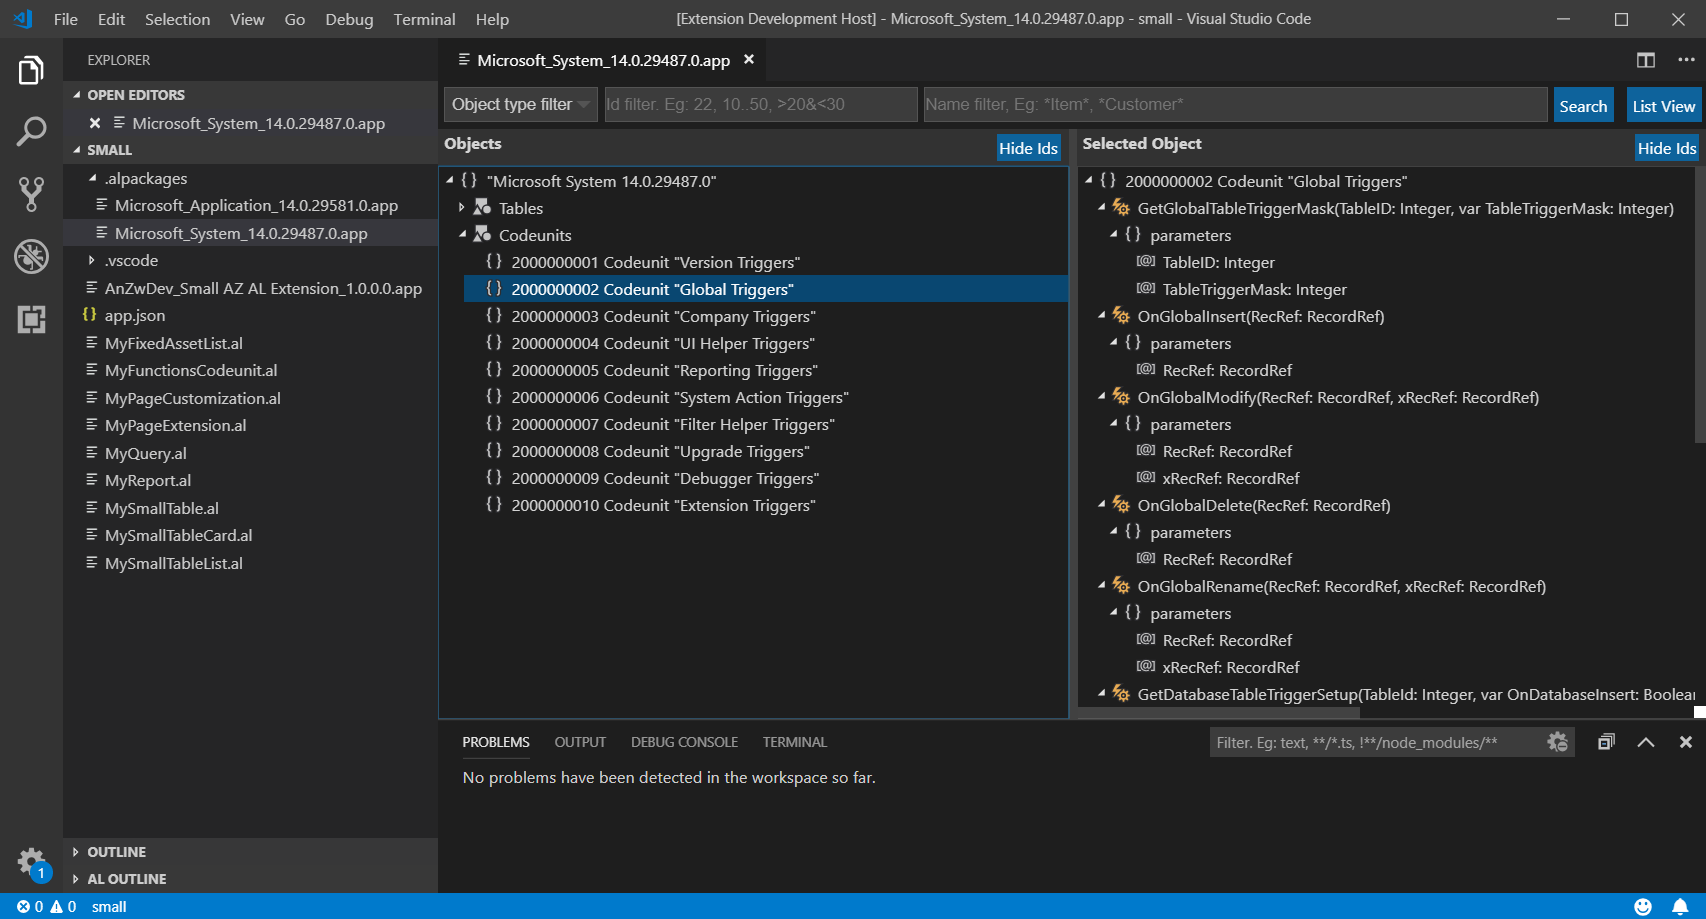 File Edit Selection View Go Debug Terminal Help
[Extension Development Host] - Microsoft_System_14.0.29487.0.app - small - Visual Studio Code
EXPLORER
OPEN EDITORS
Microsoft_System_14.0.29487.0.app
SMALL
.alpackages
Microsoft_Application_14.0.29581.0.app
Microsoft_System_14.0.29487.0.app
.vscode
AnZwDev_Small AZ AL Extension_1.0.0.0.app
{} app.json
MyFixedAssetList.al
MyFunctionsCodeunit.al
MyPageCustomization.al
MyPageExtension.al
MyQuery.al
MyReport.al
MySmallTable.al
MySmallTableCard.al
MySmallTableList.al
OUTLINE
AL OUTLINE
1
Microsoft_System_14.0.29487.0.app
Object type filter
Id filter. Eg: 22, 10..50, >20&<30
Name filter, Eg: *Item*, *Customer*
Search
List View
Objects
Hide Ids
{} "Microsoft System 14.0.29487.0"
Tables
Codeunits
{} 2000000001 Codeunit "Version Triggers"
{} 2000000002 Codeunit "Global Triggers"
{} 2000000003 Codeunit "Company Triggers"
{} 2000000004 Codeunit "UI Helper Triggers"
{} 2000000005 Codeunit "Reporting Triggers"
{} 2000000006 Codeunit "System Action Triggers"
{} 2000000007 Codeunit "Filter Helper Triggers"
{} 2000000008 Codeunit "Upgrade Triggers"
{} 2000000009 Codeunit "Debugger Triggers"
{} 2000000010 Codeunit "Extension Triggers"
Selected Object
Hide Ids
{} 2000000002 Codeunit "Global Triggers"
GetGlobalTableTriggerMask(TableID: Integer, var TableTriggerMask: Integer)
{} parameters
[@] TableID: Integer
[@] TableTriggerMask: Integer
OnGlobalInsert(RecRef: RecordRef)
{} parameters
[@] RecRef: RecordRef
OnGlobalModify(RecRef: RecordRef, xRecRef: RecordRef)
{} parameters
[@] RecRef: RecordRef
[@] xRecRef: RecordRef
OnGlobalDelete(RecRef: RecordRef)
{} parameters
[@] RecRef: RecordRef
OnGlobalRename(RecRef: RecordRef, xRecRef: RecordRef)
{} parameters
[@] RecRef: RecordRef
[@] xRecRef: RecordRef
GetDatabaseTableTriggerSetup(TableId: Integer, var OnDatabaseInsert: Boolear
PROBLEMS OUTPUT DEBUG CONSOLE TERMINAL
Filter. Eg: text, **/*.ts, !**/node_modules/**
No problems have been detected in the workspace so far.
0 0 small